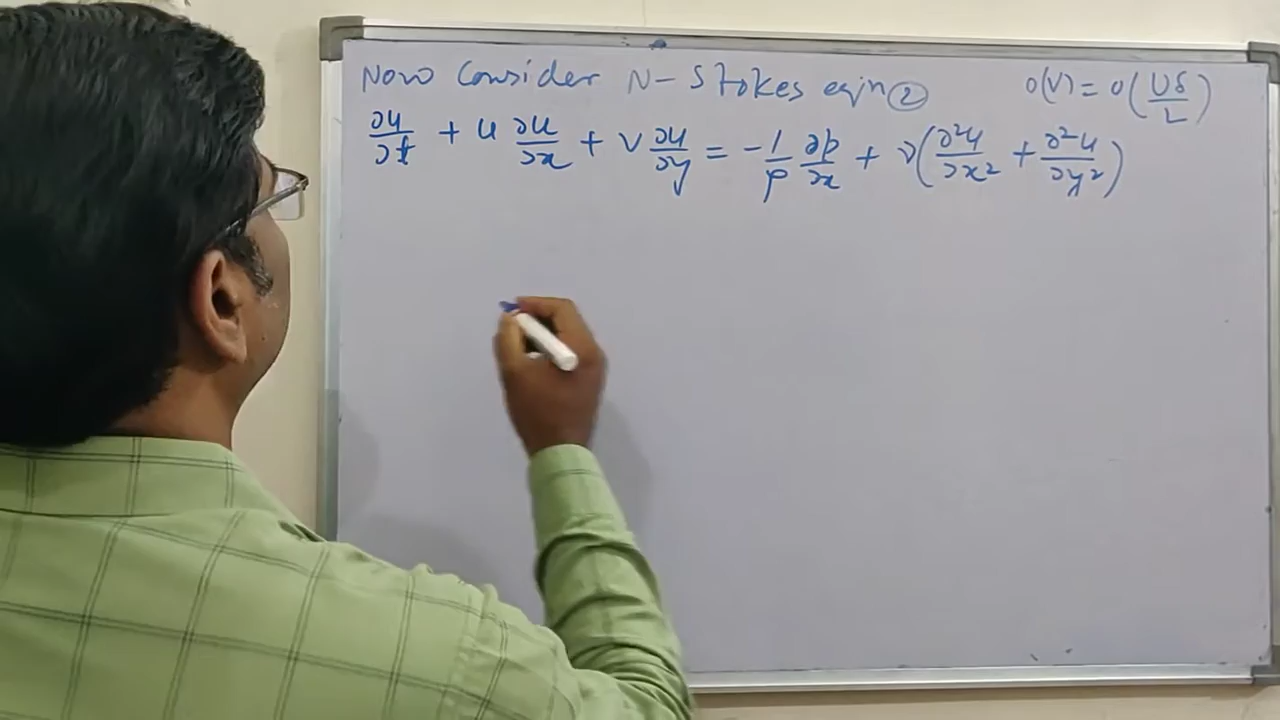 Now Consider N-Stokes eqn ② O(V) = O(Uδ/L)
∂u/∂t + u ∂u/∂x + v ∂u/∂y = -1/ρ ∂p/∂x + ν(∂²u/∂x² + ∂²u/∂y²)